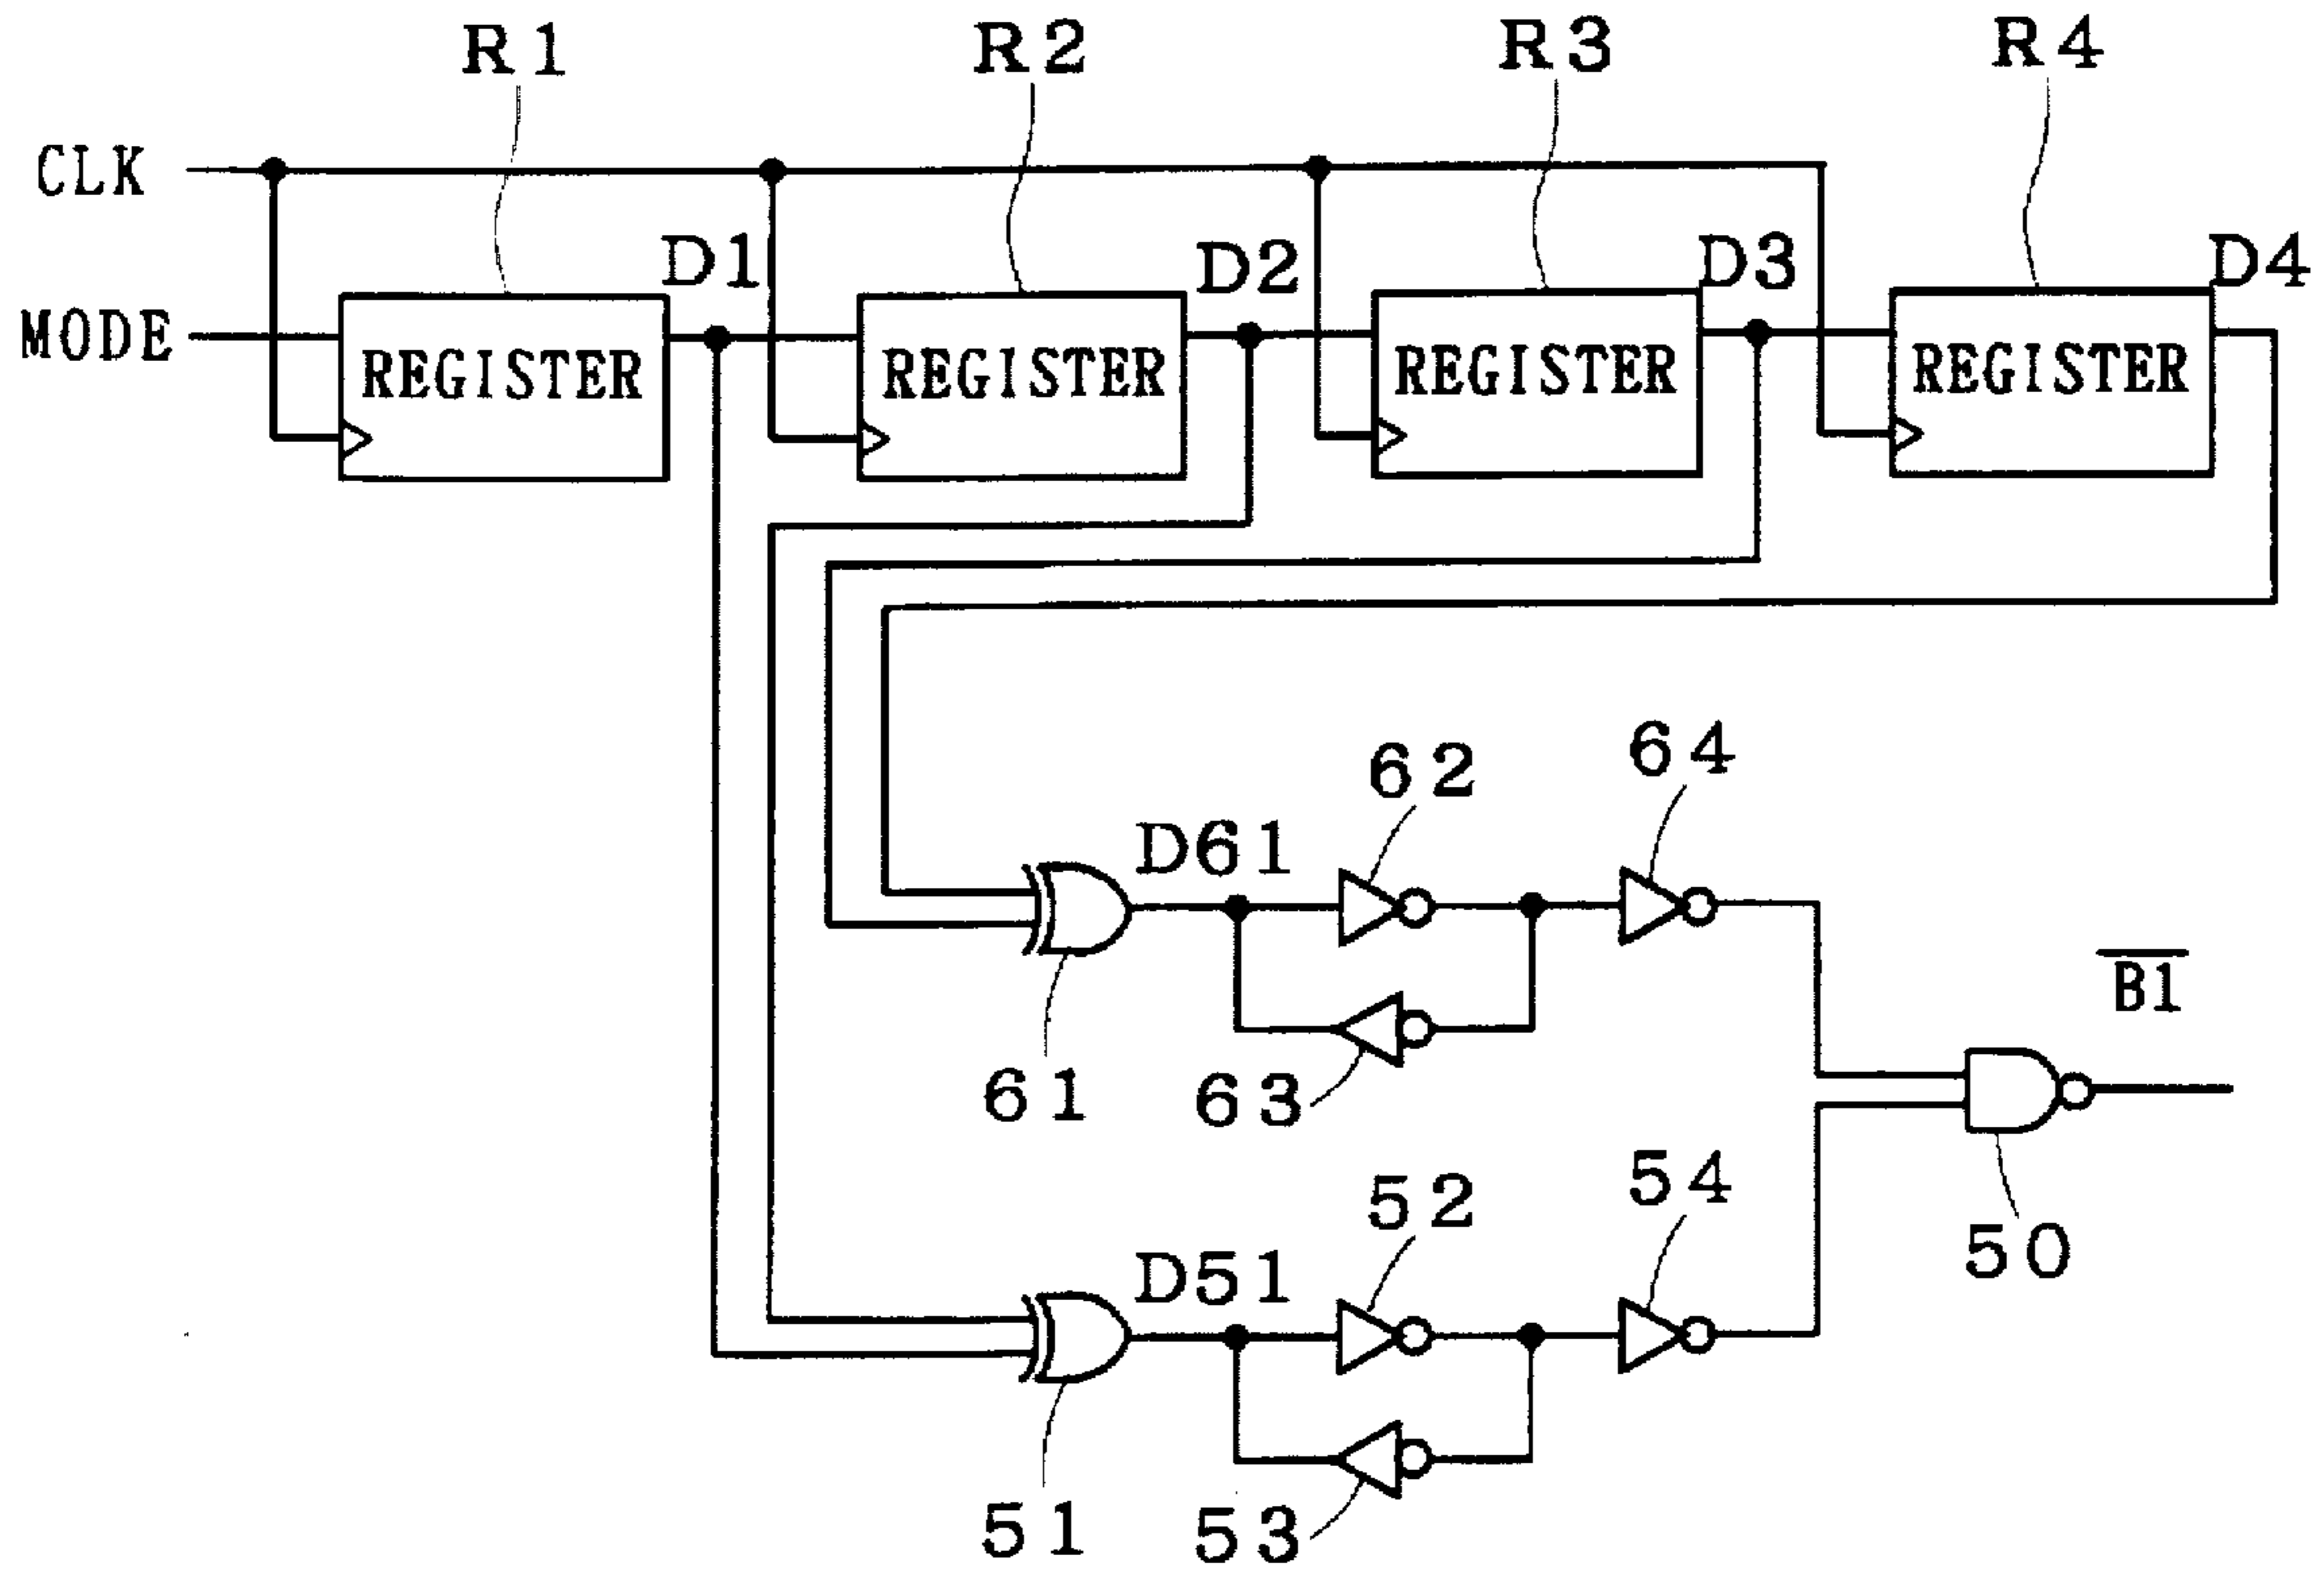 R1 R2 R3 R4
CLK
D1 D2 D3 D4
MODE
REGISTER REGISTER REGISTER REGISTER
62 64
D61
61 63
B1
52 54
50
D51
51 53